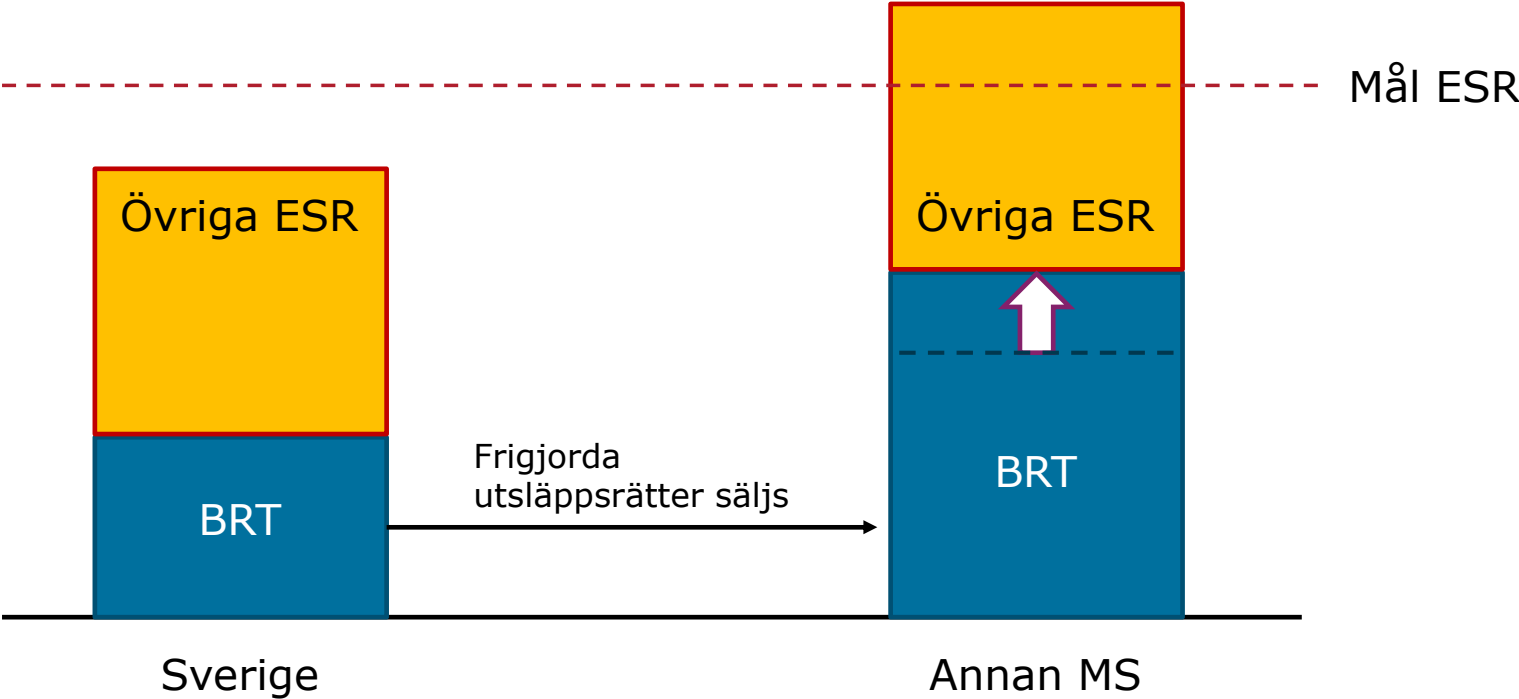 Mål ESR
Övriga ESR
Övriga ESR
Frigjorda
utsläppsrätter säljs
BRT
BRT
Sverige
Annan MS